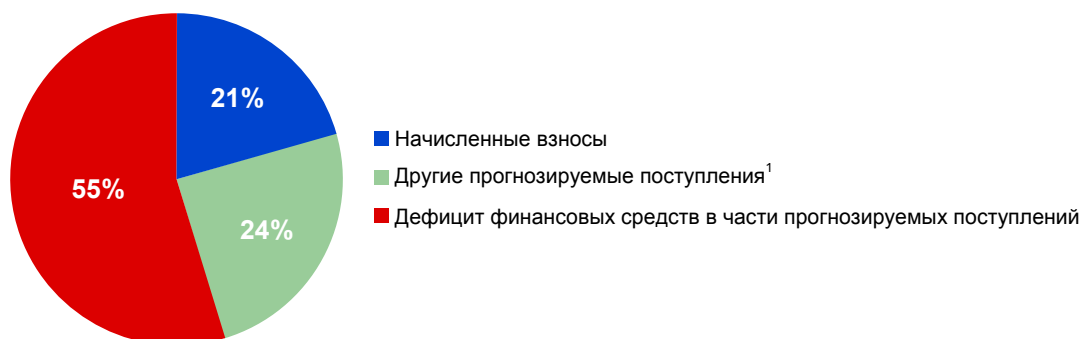 21%
Начисленные взносы
Другие прогнозируемые поступления¹
55%
Дефицит финансовых средств в части прогнозируемых поступлений
24%